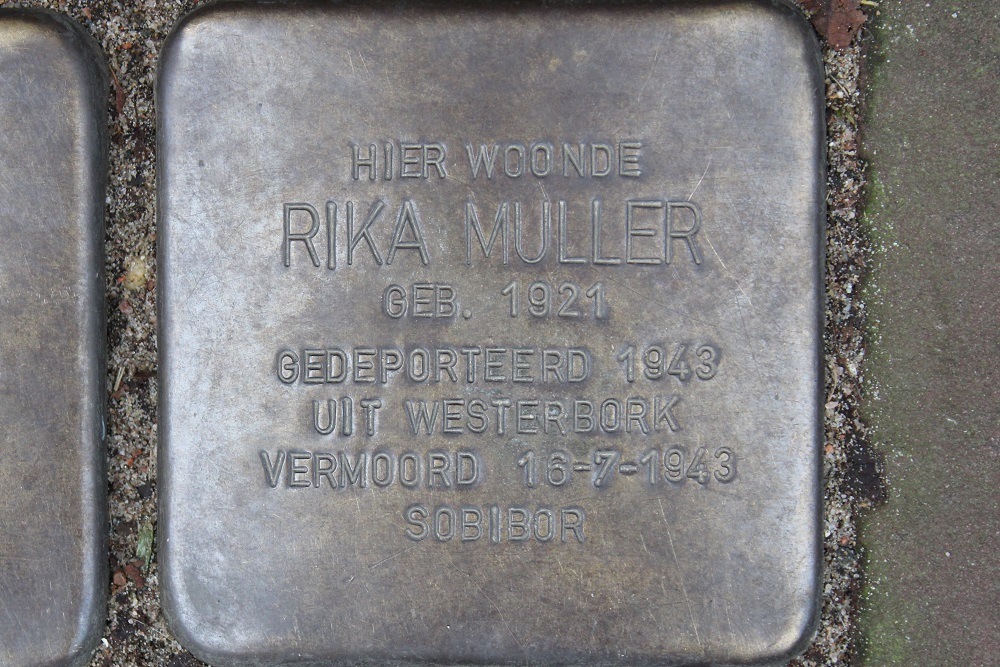 HIER WOONDE
RIKA MULLER
GEB. 1921
GEDEPORTEERD 1943
UIT WESTERBORK
VERMOORD 16-7-1943
SOBIBOR